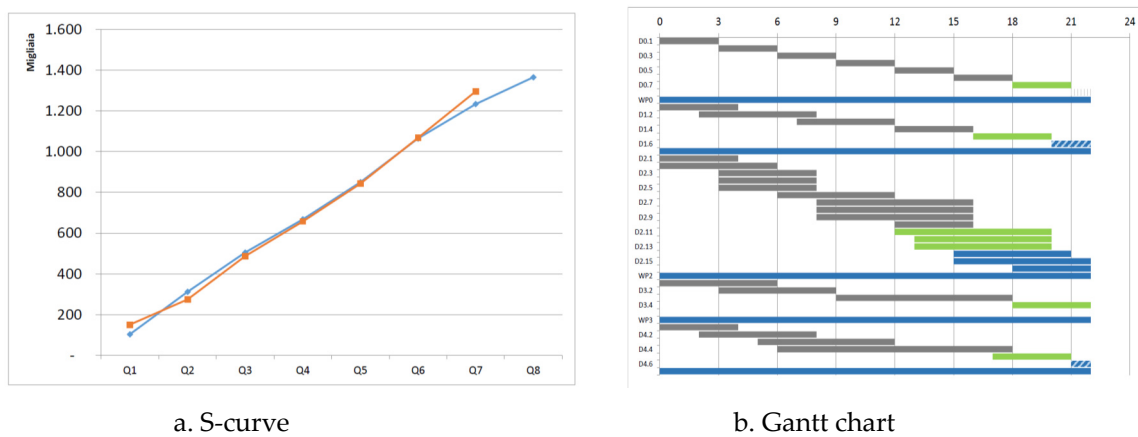 Migliaia
1.600
1.400
1.200
1.000
800
600
400
200
-
Q1 Q2 Q3 Q4 Q5 Q6 Q7 Q8
a. S-curve
0 3 6 9 12 15 18 21 24
D0.1
D0.3
D0.5
D0.7
WP0
D1.2
D1.4
D1.6
D2.1
D2.3
D2.5
D2.7
D2.9
D2.11
D2.13
D2.15
WP2
D3.2
D3.4
WP3
D4.2
D4.4
D4.6
b. Gantt chart